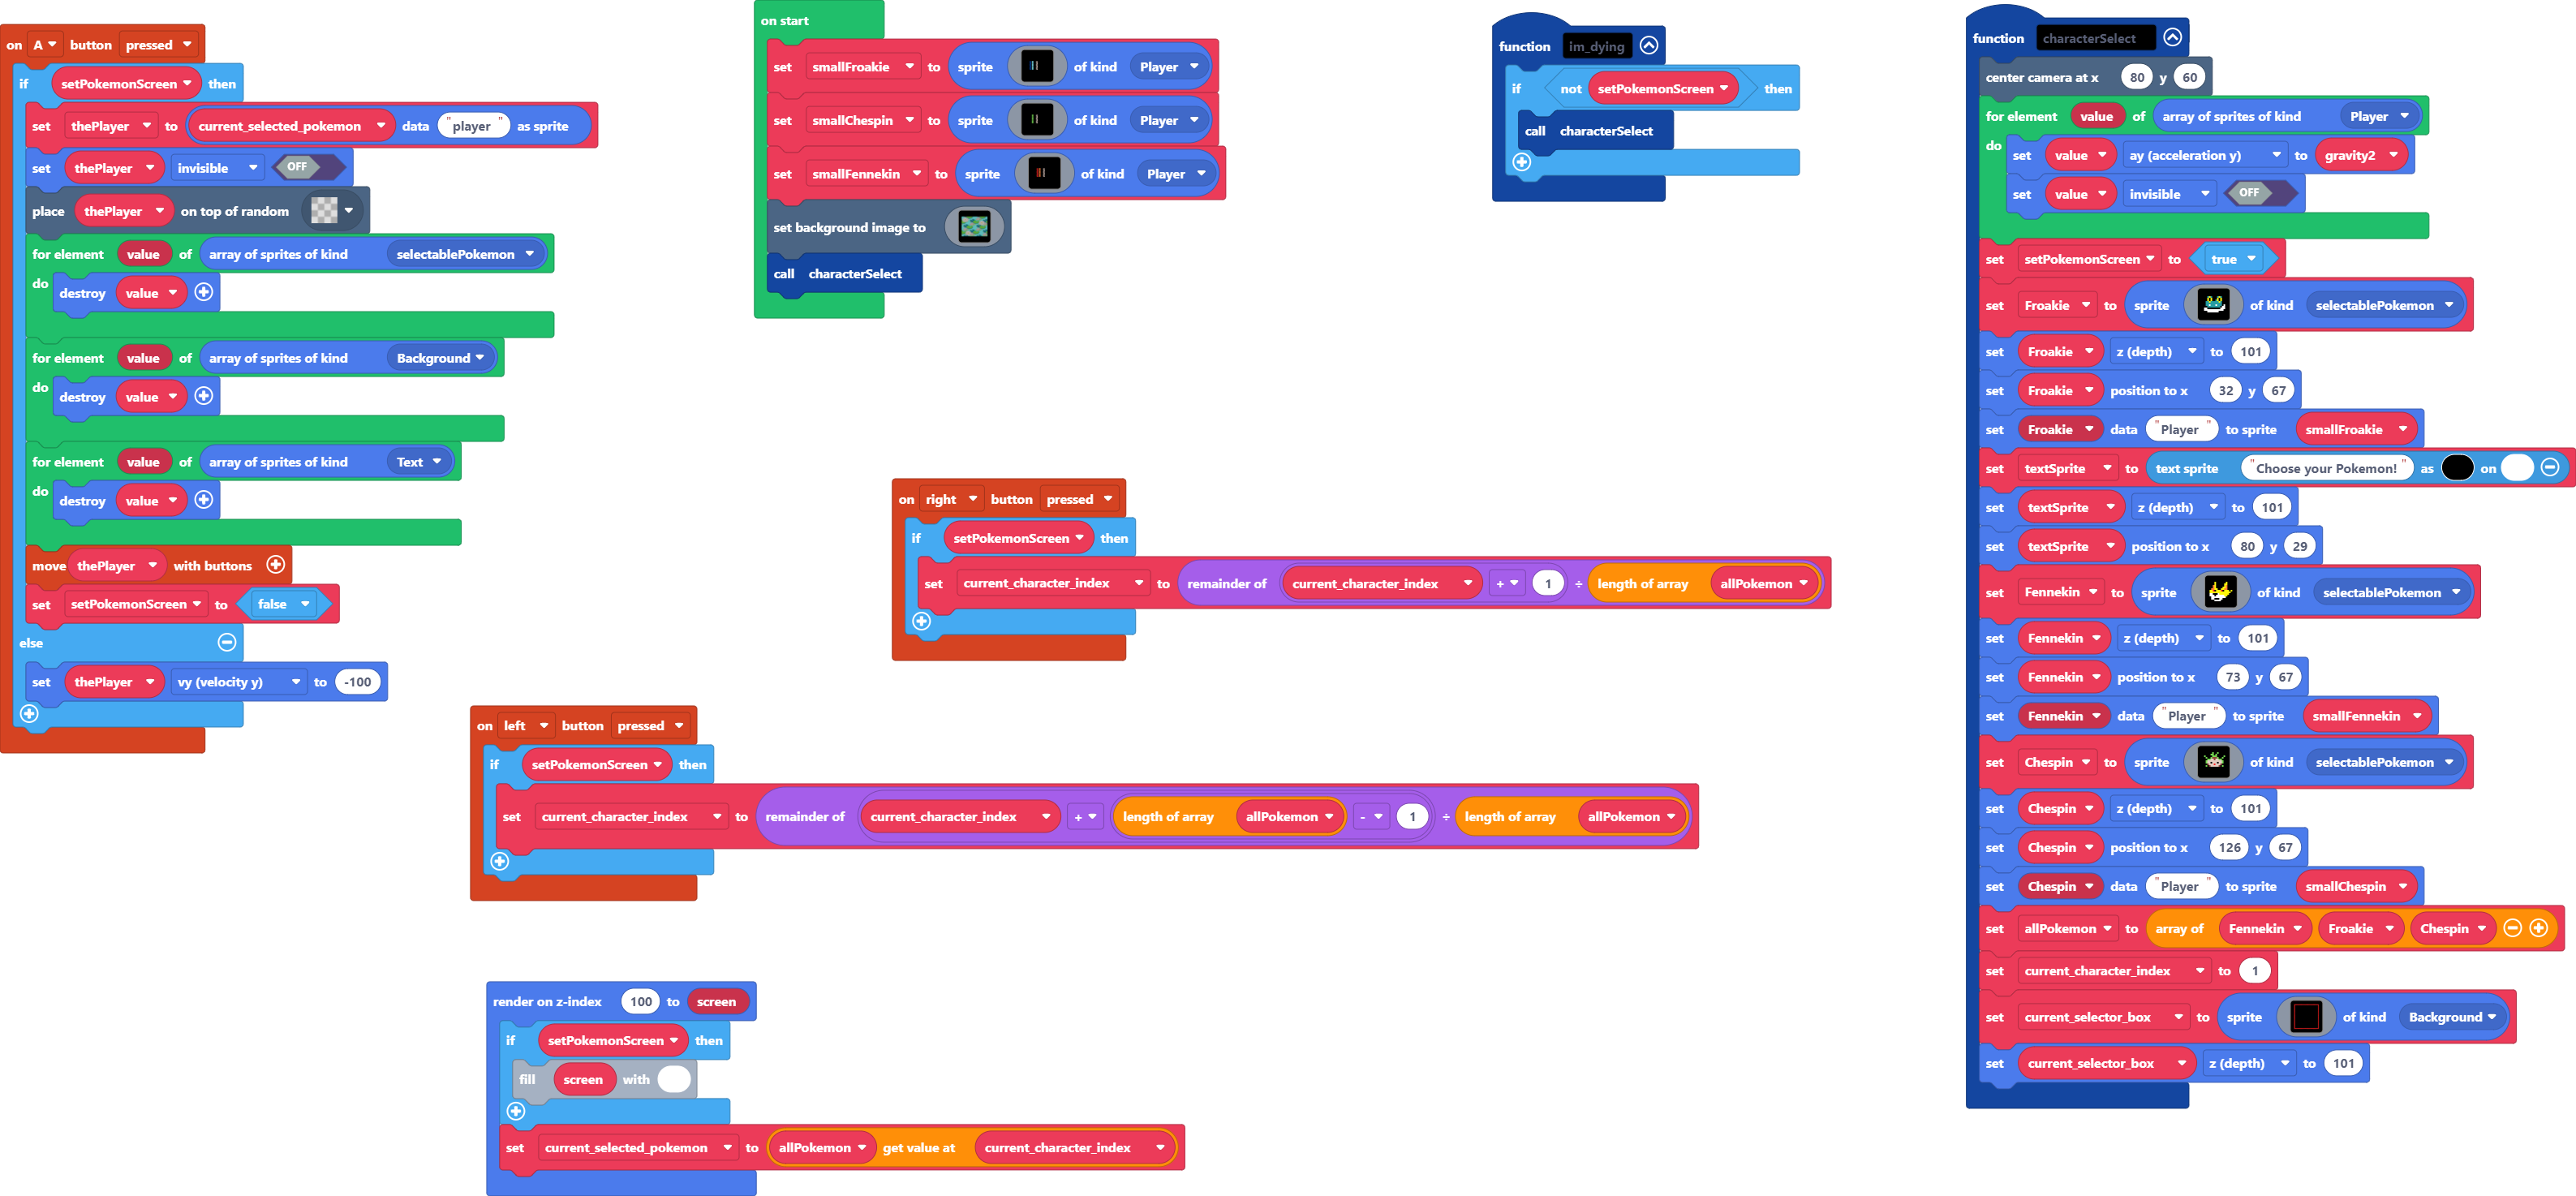 on A button pressed
if setPokemonScreen then
set thePlayer to current_selected_pokemon data "player" as sprite
set thePlayer invisible OFF
place thePlayer on top of random
for element value of array of sprites of kind selectablePokemon
do destroy value
for element value of array of sprites of kind Background
do destroy value
for element value of array of sprites of kind Text
do destroy value
move thePlayer with buttons
set setPokemonScreen to false
else
set thePlayer vy (velocity y) to -100
on start
set smallFroakie to sprite of kind Player
set smallChespin to sprite of kind Player
set smallFennekin to sprite of kind Player
set background image to
call characterSelect
function im_dying
if not setPokemonScreen then
call characterSelect
on right button pressed
if setPokemonScreen then
set current_character_index to remainder of current_character_index + 1 ÷ length of array allPokemon
on left button pressed
if setPokemonScreen then
set current_character_index to remainder of current_character_index + length of array allPokemon - 1 ÷ length of array allPokemon
render on z-index 100 to screen
if setPokemonScreen then
fill screen with
set current_selected_pokemon to allPokemon get value at current_character_index
function characterSelect
center camera at x 80 y 60
for element value of array of sprites of kind Player
do set value ay (acceleration y) to gravity2
set value invisible OFF
set setPokemonScreen to true
set Froakie to sprite of kind selectablePokemon
set Froakie z (depth) to 101
set Froakie position to x 32 y 67
set Froakie data "Player" to sprite smallFroakie
set textSprite to text sprite "Choose your Pokemon!" as on
set textSprite z (depth) to 101
set textSprite position to x 80 y 29
set Fennekin to sprite of kind selectablePokemon
set Fennekin z (depth) to 101
set Fennekin position to x 73 y 67
set Fennekin data "Player" to sprite smallFennekin
set Chespin to sprite of kind selectablePokemon
set Chespin z (depth) to 101
set Chespin position to x 126 y 67
set Chespin data "Player" to sprite smallChespin
set allPokemon to array of Fennekin Froakie Chespin
set current_character_index to 1
set current_selector_box to sprite of kind Background
set current_selector_box z (depth) to 101